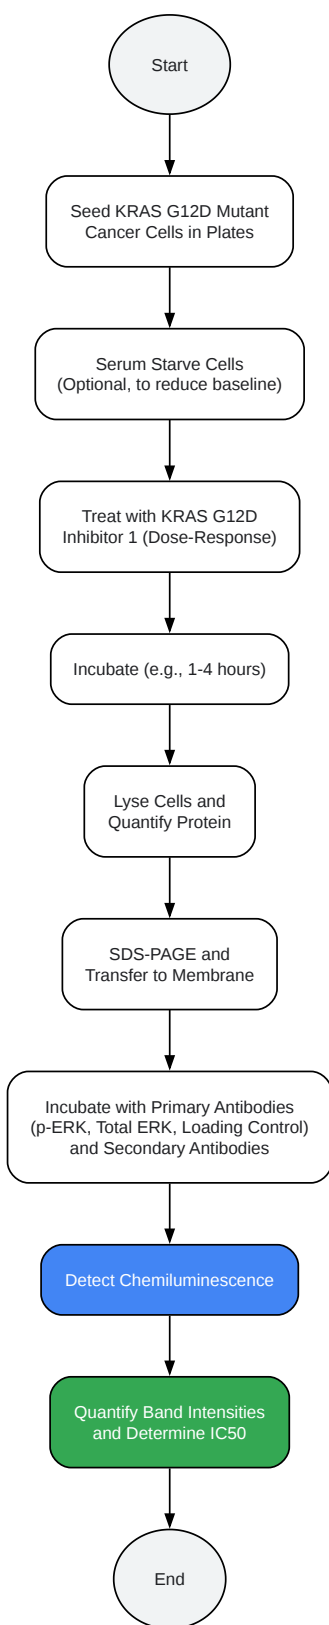 Start
Seed KRAS G12D Mutant
Cancer Cells in Plates
Serum Starve Cells
(Optional, to reduce baseline)
Treat with KRAS G12D
Inhibitor 1 (Dose-Response)
Incubate (e.g., 1-4 hours)
Lyse Cells and
Quantify Protein
SDS-PAGE and
Transfer to Membrane
Incubate with Primary Antibodies
(p-ERK, Total ERK, Loading Control)
and Secondary Antibodies
Detect Chemiluminescence
Quantify Band Intensities
and Determine IC50
End